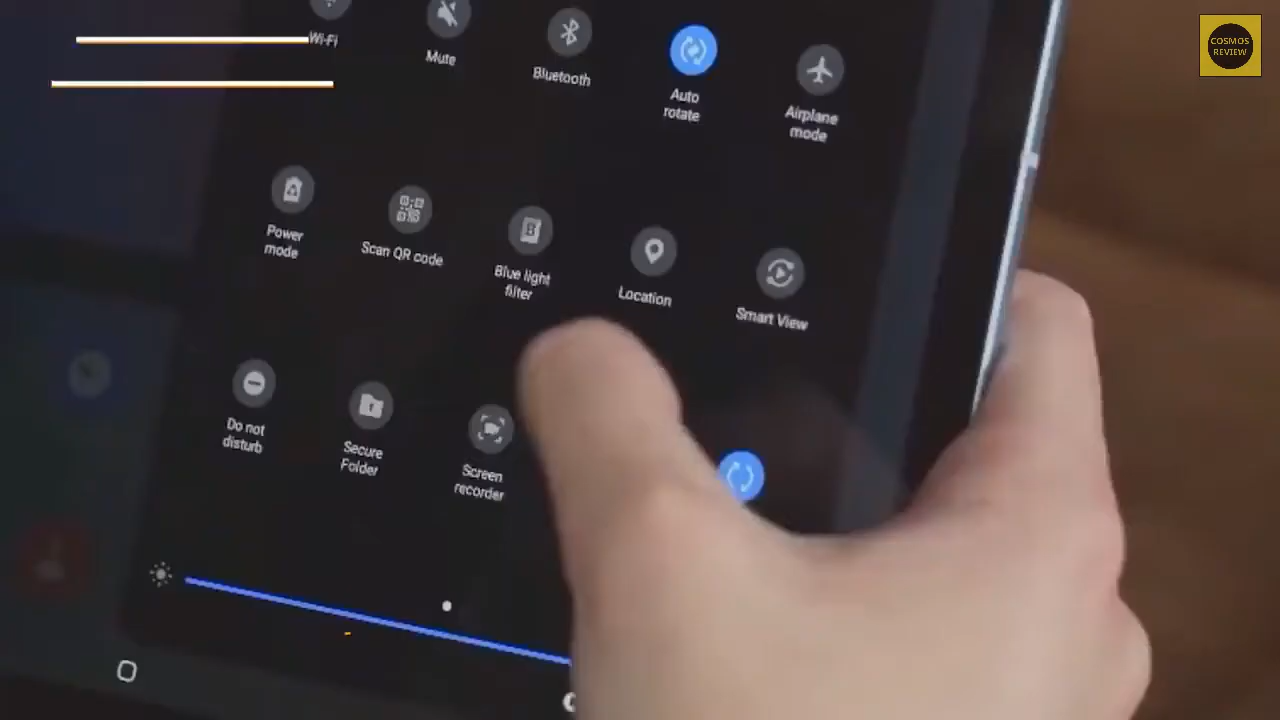 COSMOS
REVIEW
Wi-Fi
Mute
Bluetooth
Auto
rotate
Airplane
mode
Power
mode
Scan QR code
Blue light
filter
Location
Smart View
Do not
disturb
Secure
Folder
Screen
recorder